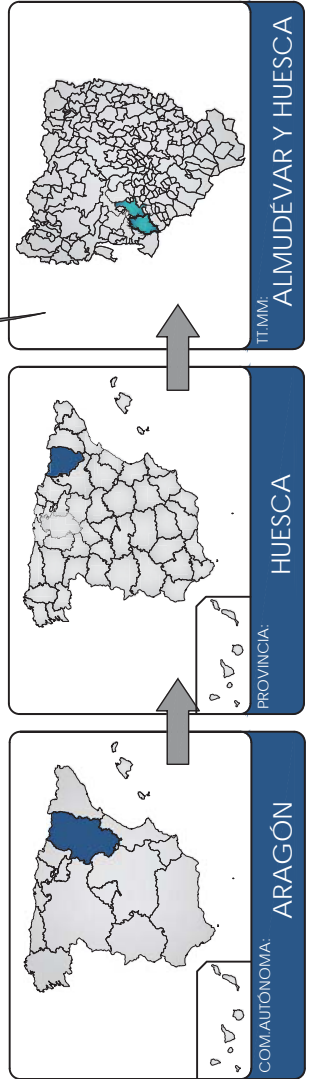 COM.AUTÓNOMA:
ARAGÓN
PROVINCIA:
HUESCA
TT.MM:
ALMUDÉVAR Y HUESCA